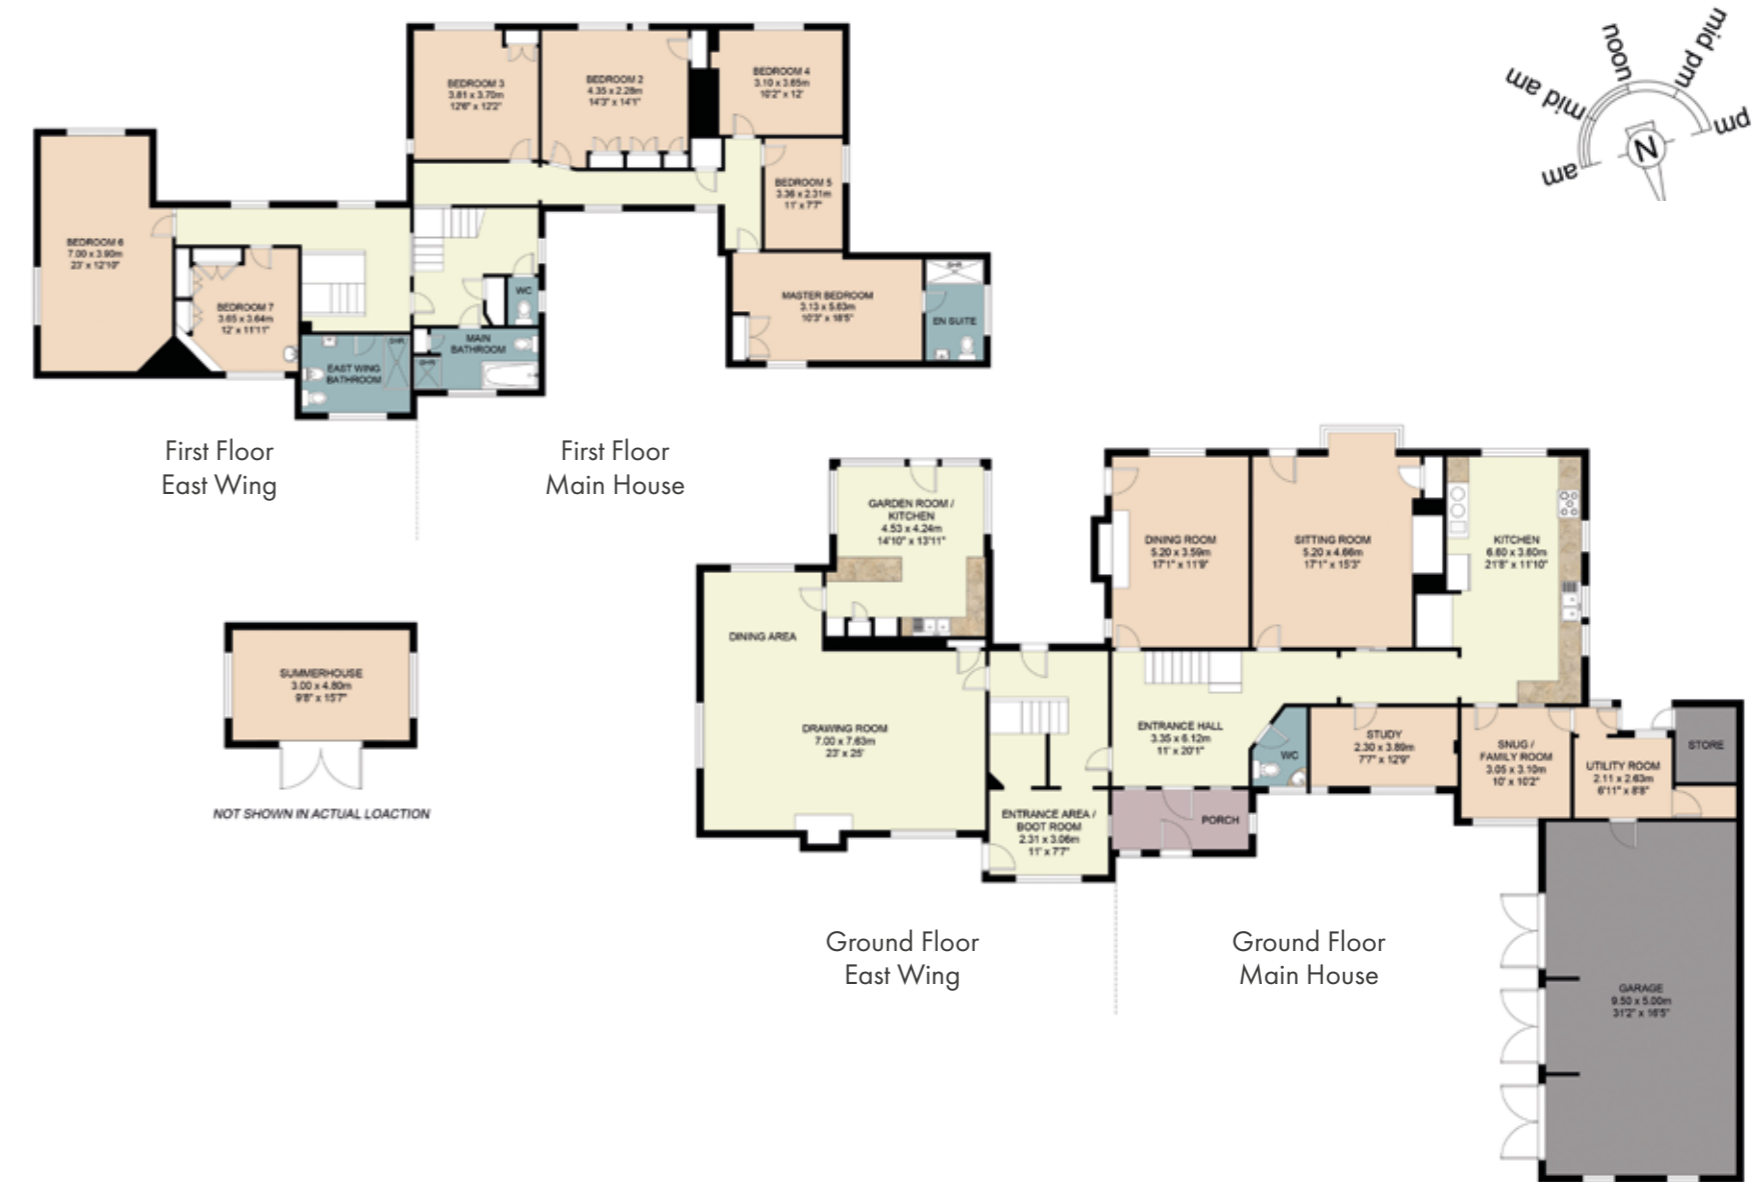 BEDROOM 3
3.81 x 3.70m
12'6" x 12'2"
BEDROOM 2
4.35 x 2.28m
14'3" x 14'1"
BEDROOM 4
3.10 x 3.65m
10'2" x 12'
BEDROOM 5
3.36 x 2.31m
11' x 7'7"
BEDROOM 6
7.00 x 3.90m
23' x 12'10"
BEDROOM 7
3.65 x 3.64m
12' x 11'11"
WC
MAIN
BATHROOM
SHR
SHR
EAST WING
BATHROOM
MASTER BEDROOM
3.13 x 5.63m
10'3" x 18'5"
SHR
EN SUITE
First Floor
East Wing
First Floor
Main House
am
mid am
noon
mid pm
pm
N
SUMMERHOUSE
3.00 x 4.80m
9'8" x 15'7"
NOT SHOWN IN ACTUAL LOACTION
GARDEN ROOM /
KITCHEN
4.53 x 4.24m
14'10" x 13'11"
DINING AREA
DRAWING ROOM
7.00 x 7.63m
23' x 25'
ENTRANCE AREA /
BOOT ROOM
2.31 x 3.06m
11' x 7'7"
DINING ROOM
5.20 x 3.59m
17'1" x 11'9"
SITTING ROOM
5.20 x 4.66m
17'1" x 15'3"
KITCHEN
6.60 x 3.60m
21'8" x 11'10"
ENTRANCE HALL
3.35 x 6.12m
11' x 20'1"
WC
PORCH
STUDY
2.30 x 3.89m
7'7" x 12'9"
SNUG /
FAMILY ROOM
3.05 x 3.10m
10' x 10'2"
UTILITY ROOM
2.11 x 2.63m
6'11" x 8'8"
STORE
GARAGE
9.50 x 5.00m
31'2" x 16'5"
Ground Floor
East Wing
Ground Floor
Main House